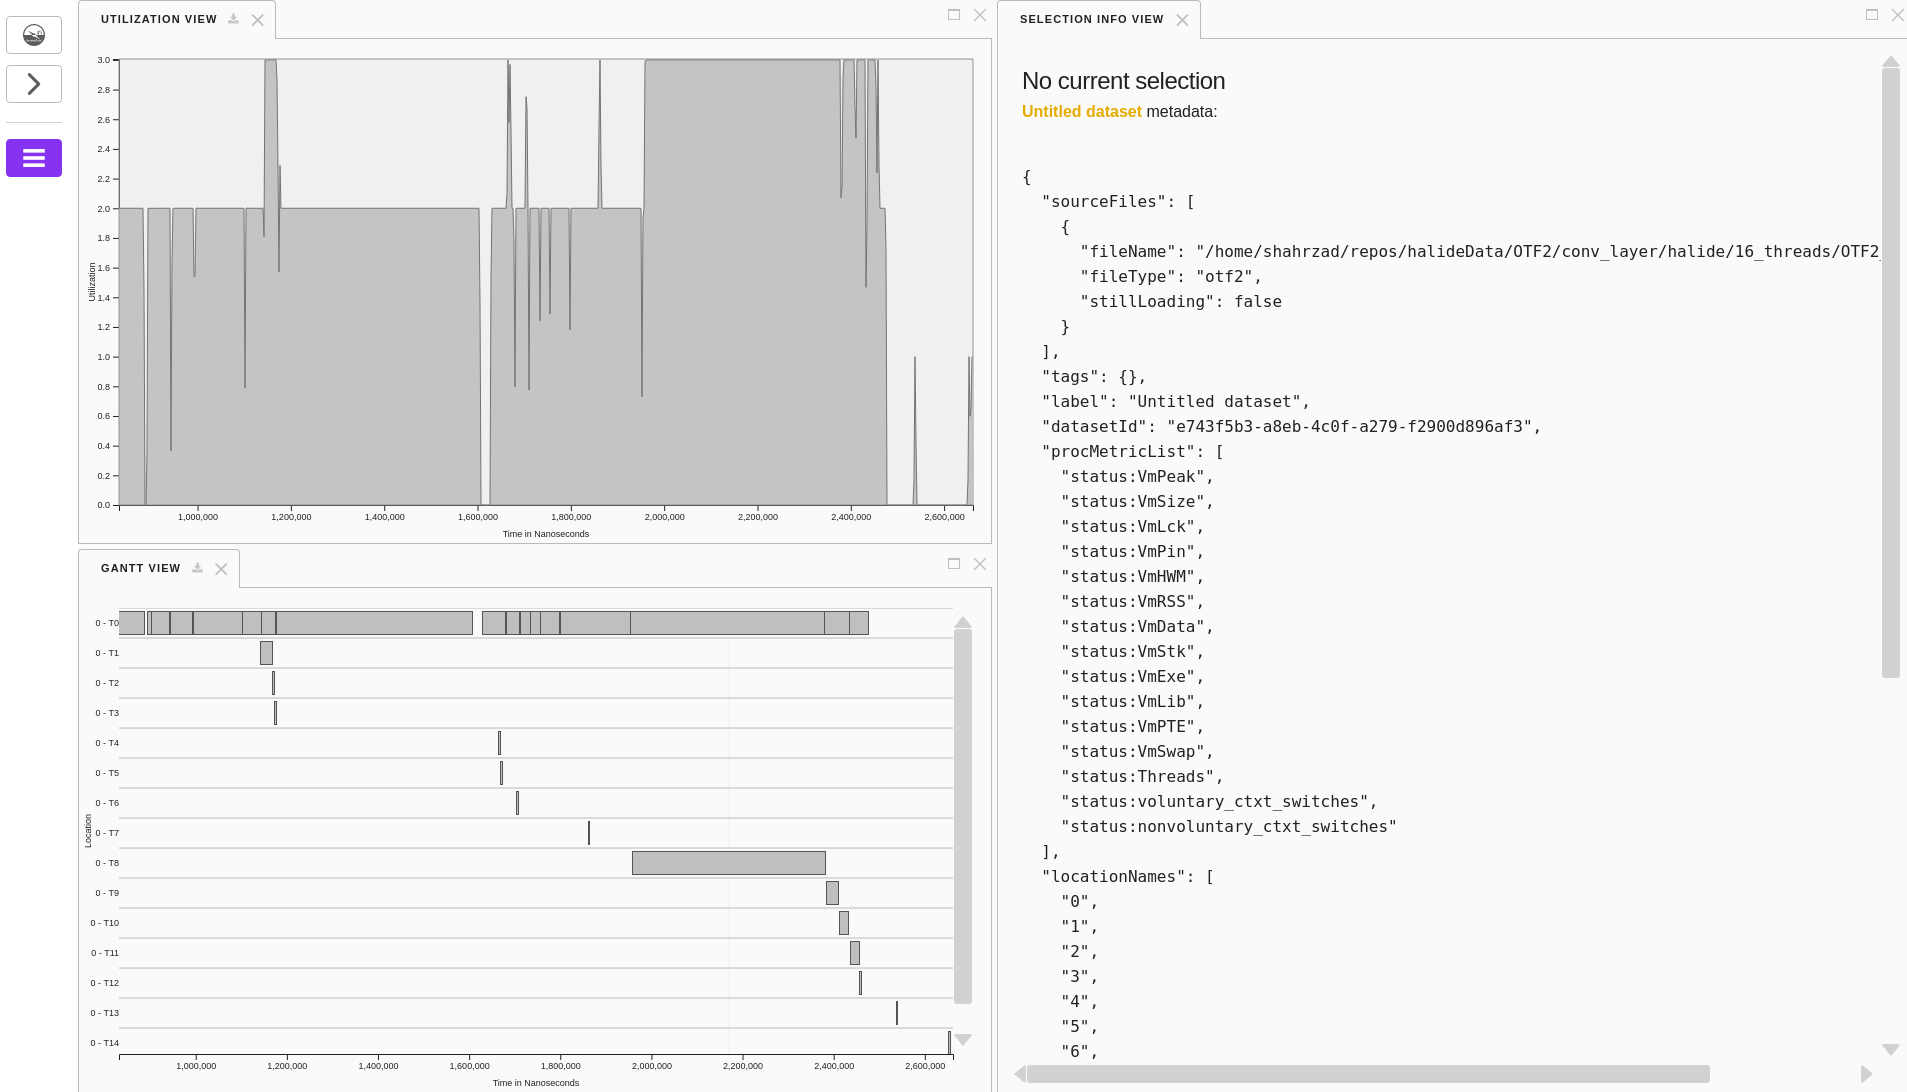 UTILIZATION VIEW
3.0
2.8
2.6
2.4
2.2
2.0
1.8
1.6
1.4
1.2
1.0
0.8
0.6
0.4
0.2
0.0
Utilization
1,000,000 1,200,000 1,400,000 1,600,000 1,800,000 2,000,000 2,200,000 2,400,000 2,600,000
Time in Nanoseconds
GANTT VIEW
0 - T0
0 - T1
0 - T2
0 - T3
0 - T4
0 - T5
0 - T6
0 - T7
0 - T8
0 - T9
0 - T10
0 - T11
0 - T12
0 - T13
0 - T14
Location
1,000,000 1,200,000 1,400,000 1,600,000 1,800,000 2,000,000 2,200,000 2,400,000 2,600,000
Time in Nanoseconds
SELECTION INFO VIEW
No current selection
Untitled dataset metadata:
{
"sourceFiles": [
{
"fileName": "/home/shahrzad/repos/halideData/OTF2/conv_layer/halide/16_threads/OTF2_
"fileType": "otf2",
"stillLoading": false
}
],
"tags": {},
"label": "Untitled dataset",
"datasetId": "e743f5b3-a8eb-4c0f-a279-f2900d896af3",
"procMetricList": [
"status:VmPeak",
"status:VmSize",
"status:VmLck",
"status:VmPin",
"status:VmHWM",
"status:VmRSS",
"status:VmData",
"status:VmStk",
"status:VmExe",
"status:VmLib",
"status:VmPTE",
"status:VmSwap",
"status:Threads",
"status:voluntary_ctxt_switches",
"status:nonvoluntary_ctxt_switches"
],
"locationNames": [
"0",
"1",
"2",
"3",
"4",
"5",
"6",